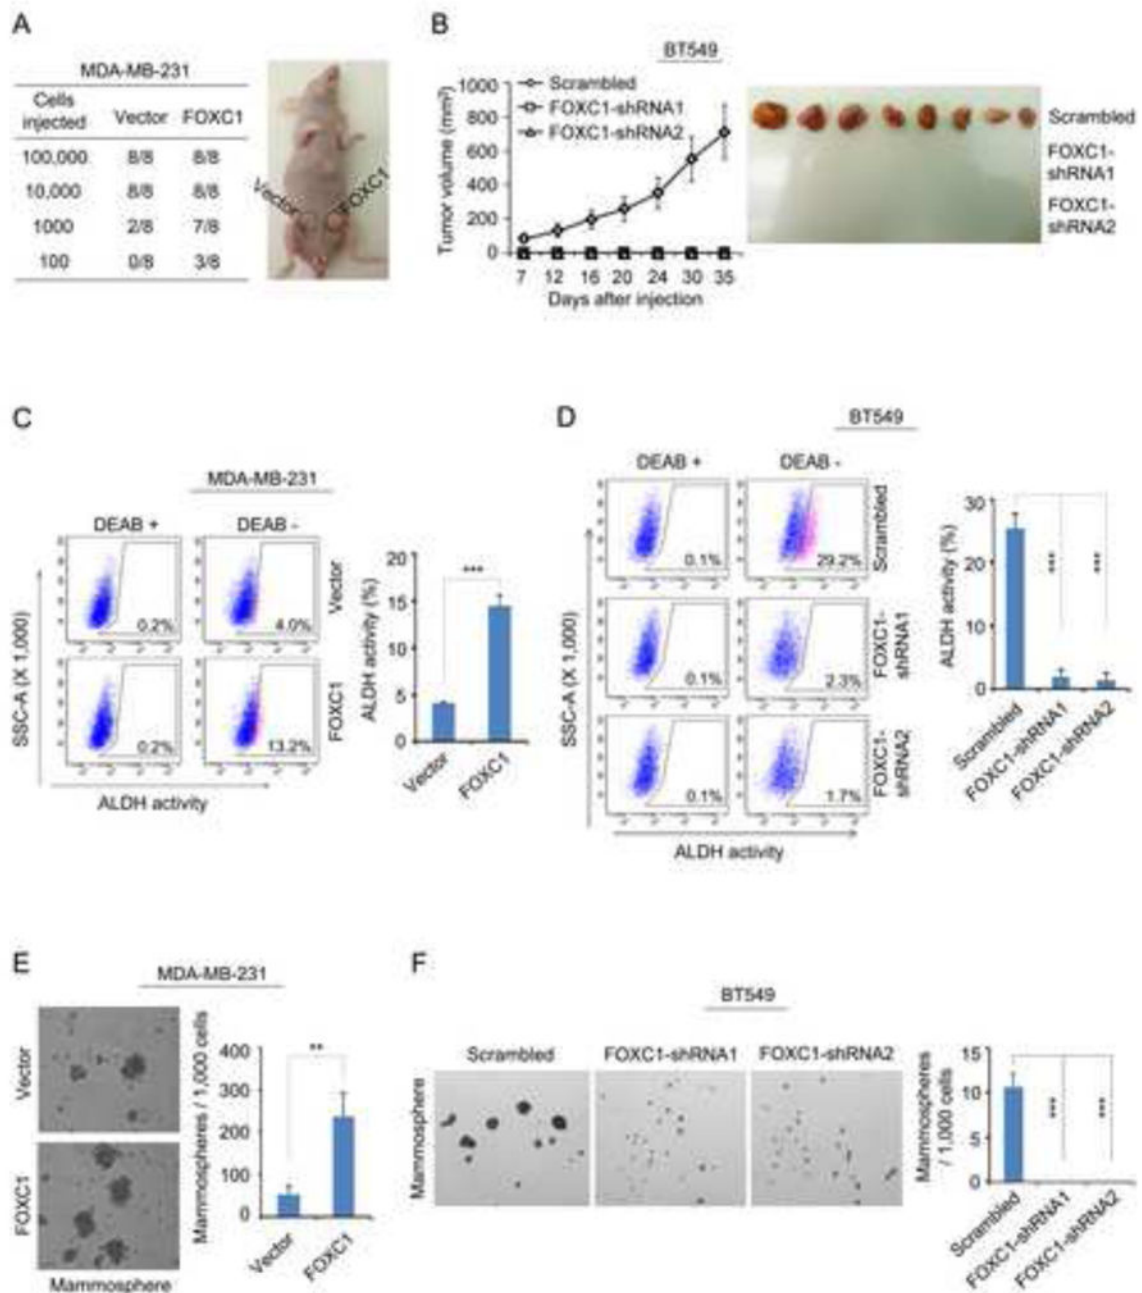 A
MDA-MB-231
Cells injected Vector FOXC1
100,000 8/8 8/8
10,000 8/8 8/8
1000 2/8 7/8
100 0/8 3/8
Vector
FOXC1
B
BT549
Tumor volume (mm³)
1000
800
600
400
200
0
Scrambled
FOXC1-shRNA1
FOXC1-shRNA2
7 12 16 20 24 30 35
Days after injection
Scrambled
FOXC1-
shRNA1
FOXC1-
shRNA2
C
MDA-MB-231
DEAB + DEAB -
0.2% 4.0%
Vector
0.2% 13.2%
FOXC1
SSC-A (X 1,000)
ALDH activity
ALDH activity (%)
20
15
10
5
0
***
Vector FOXC1
D
BT549
DEAB + DEAB -
0.1% 29.2%
Scrambled
0.1% 2.3%
FOXC1-
shRNA1
0.1% 1.7%
FOXC1-
shRNA2
SSC-A (X 1,000)
ALDH activity
ALDH activity (%)
30
20
10
0
*** ***
Scrambled FOXC1-shRNA1 FOXC1-shRNA2
E
MDA-MB-231
Vector
FOXC1
Mammosphere
Mammospheres / 1,000 cells
400
300
200
100
0
**
Vector FOXC1
F
BT549
Scrambled FOXC1-shRNA1 FOXC1-shRNA2
Mammosphere
Mammospheres
/ 1,000 cells
15
10
5
0
*** ***
Scrambled FOXC1-shRNA1 FOXC1-shRNA2